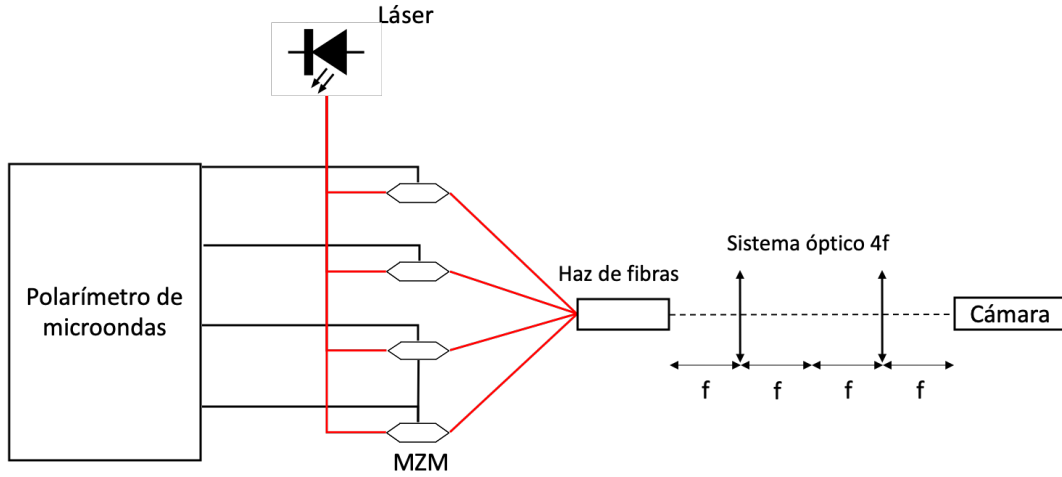 Láser
Sistema óptico 4f
Haz de fibras
Polarímetro de
microondas
Cámara
f f f f
MZM